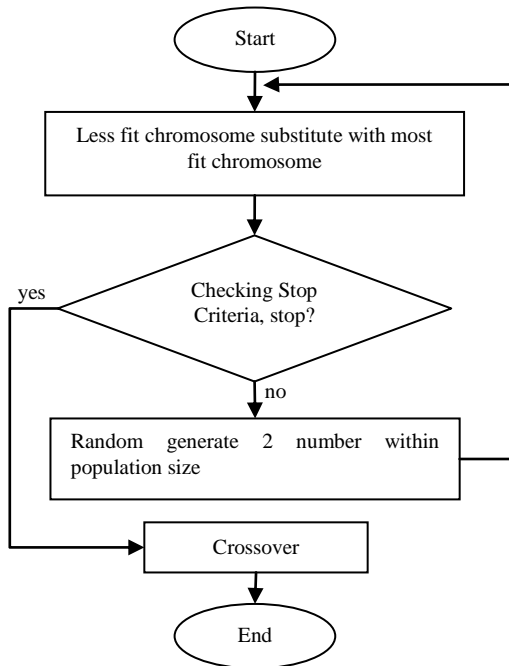 Start
Less fit chromosome substitute with most
fit chromosome
Checking Stop
Criteria, stop?
yes
no
Random generate 2 number within
population size
Crossover
End